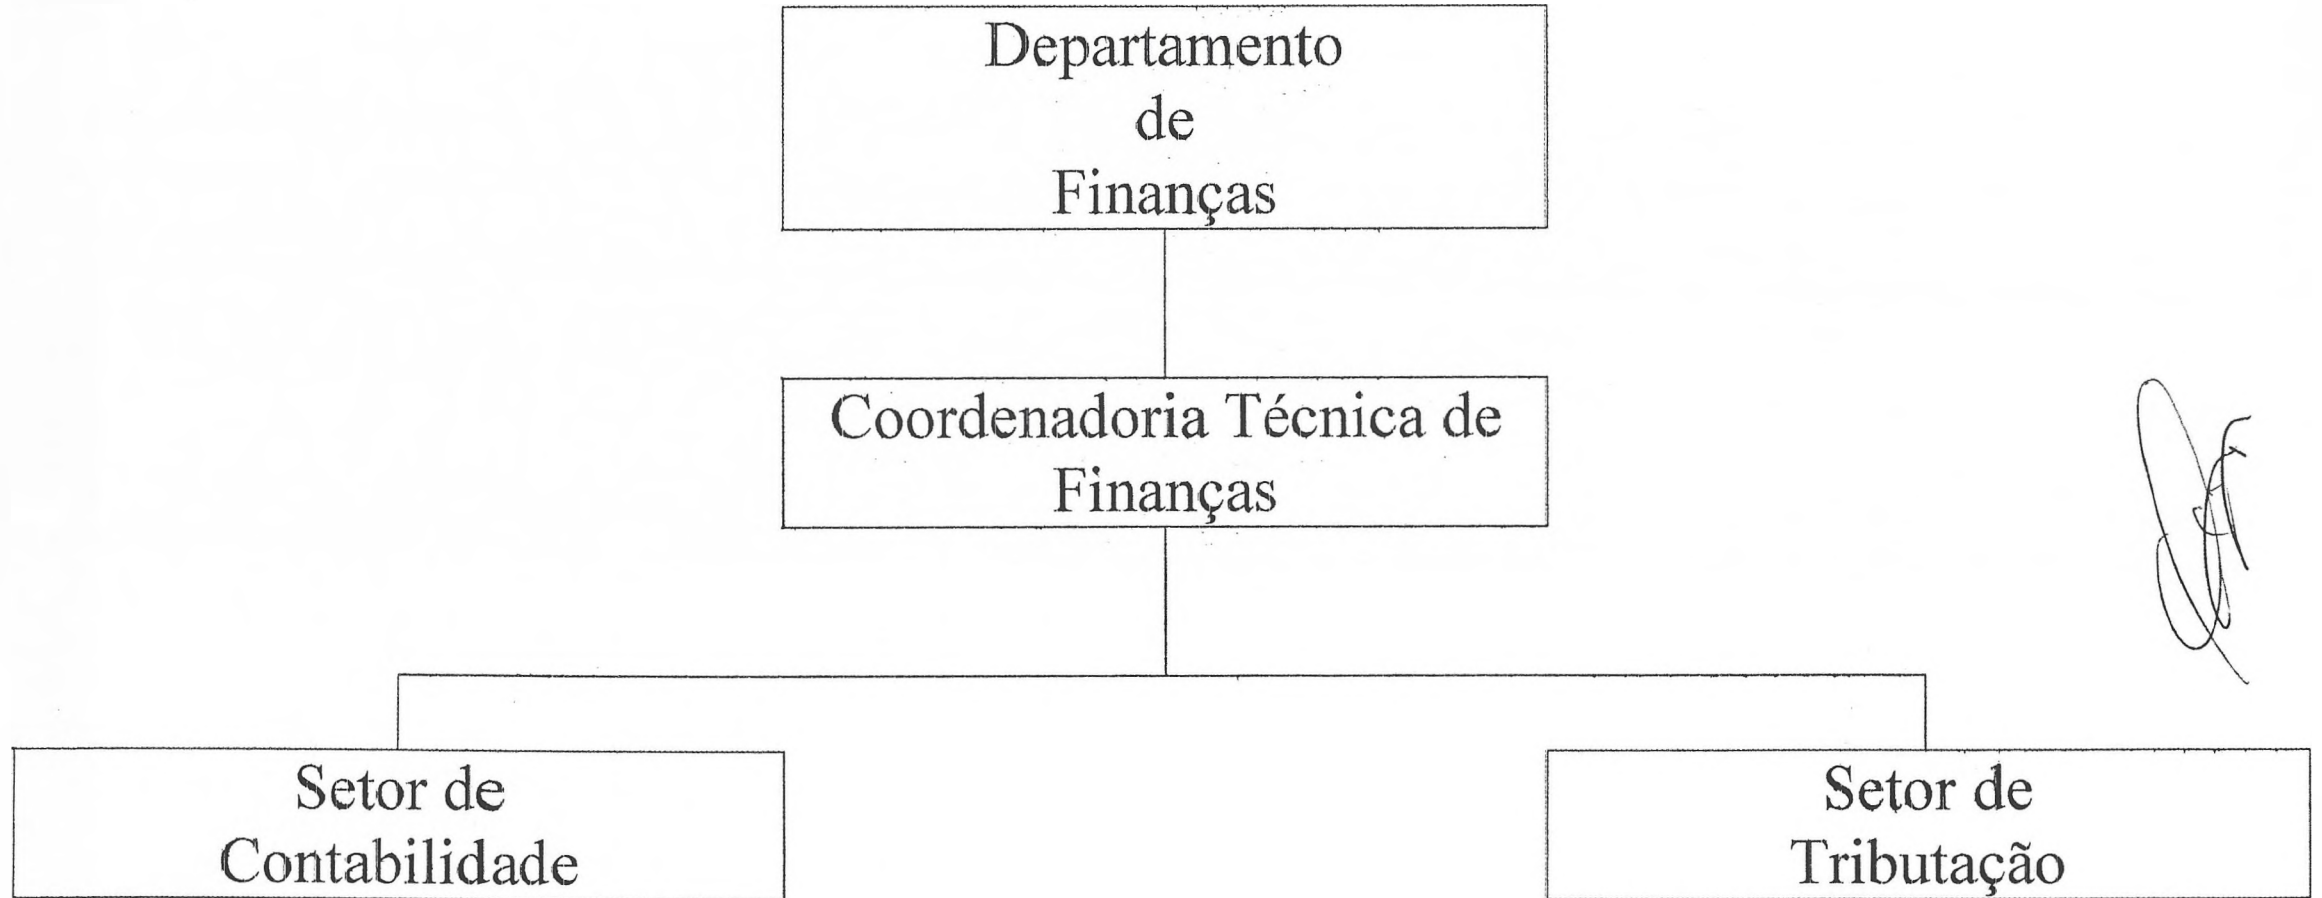 Departamento
de
Finanças
Coordenadoria Técnica de
Finanças
Setor de
Contabilidade
Setor de
Tributação